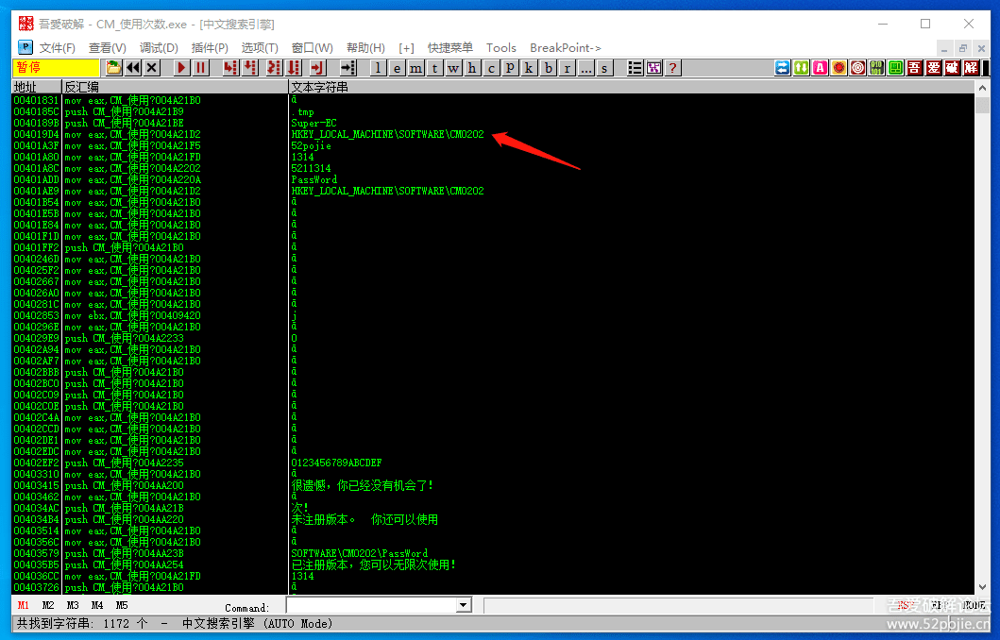 吾爱破解 - CM_使用次数.exe - [中文搜索引擎]
文件(F) 查看(V) 调试(D) 插件(P) 选项(T) 窗口(W) 帮助(H) [+] 快捷菜单 Tools BreakPoint->
暂停 l e m t w h c p k b r ... s ? 吾 爱 破 解
地址 反汇编 文本字符串
00401831 mov eax,CM_使用?004A21B0 ā
0040185C push CM_使用?004A21B9 .tmp
0040189B push CM_使用?004A21BE Super-EC
004019D4 mov eax,CM_使用?004A21D2 HKEY_LOCAL_MACHINE\SOFTWARE\CM0202
00401A3F mov eax,CM_使用?004A21F5 52pojie
00401A80 mov eax,CM_使用?004A21FD 1314
00401A8C mov eax,CM_使用?004A2202 5211314
00401ADD mov eax,CM_使用?004A220A PassWord
00401AE9 mov eax,CM_使用?004A21D2 HKEY_LOCAL_MACHINE\SOFTWARE\CM0202
00401B54 mov eax,CM_使用?004A21B0 ā
00401E5B mov eax,CM_使用?004A21B0 ā
00401E84 mov eax,CM_使用?004A21B0 ā
00401F1D mov eax,CM_使用?004A21B0 ā
00401FF2 push CM_使用?004A21B0 ā
0040246D mov eax,CM_使用?004A21B0 ā
004025F2 mov eax,CM_使用?004A21B0 ā
00402667 mov eax,CM_使用?004A21B0 ā
004026A0 mov eax,CM_使用?004A21B0 ā
0040281C mov eax,CM_使用?004A21B0 ā
00402853 mov ebx,CM_使用?00409420 j
0040296E mov eax,CM_使用?004A21B0 ā
004029E9 push CM_使用?004A2233 0
00402A94 mov eax,CM_使用?004A21B0 ā
00402AF7 mov eax,CM_使用?004A21B0 ā
00402BBB push CM_使用?004A21B0 ā
00402BC0 push CM_使用?004A21B0 ā
00402C09 push CM_使用?004A21B0 ā
00402C0E push CM_使用?004A21B0 ā
00402C4A mov eax,CM_使用?004A21B0 ā
00402CCD mov eax,CM_使用?004A21B0 ā
00402DE1 mov eax,CM_使用?004A21B0 ā
00402EDC mov eax,CM_使用?004A21B0 ā
00402EF2 push CM_使用?004A2235 0123456789ABCDEF
00403310 mov eax,CM_使用?004A21B0 ā
00403415 push CM_使用?004AA200 很遗憾，你已经没有机会了！
00403462 mov eax,CM_使用?004A21B0 ā
004034AC push CM_使用?004AA21B 次！
004034B4 push CM_使用?004AA220 未注册版本。 你还可以使用
00403514 mov eax,CM_使用?004A21B0 ā
0040356C mov eax,CM_使用?004A21B0 ā
00403579 push CM_使用?004AA23B SOFTWARE\CM0202\PassWord
004035B5 push CM_使用?004AA254 已注册版本，您可以无限次使用！
004036CC mov eax,CM_使用?004A21FD 1314
00403726 push CM_使用?004A21B0 ā
M1 M2 M3 M4 M5 Command:
吾爱破解论坛
共找到字符串: 1172 个 - 中文搜索引擎 (AUTO Mode)
www.52pojie.cn